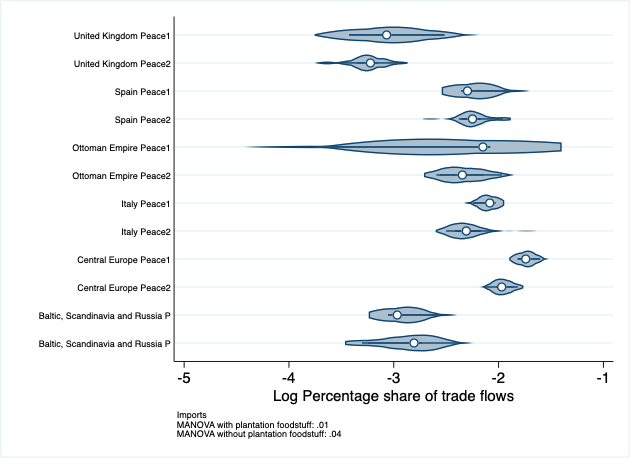 United Kingdom Peace1
United Kingdom Peace2
Spain Peace1
Spain Peace2
Ottoman Empire Peace1
Ottoman Empire Peace2
Italy Peace1
Italy Peace2
Central Europe Peace1
Central Europe Peace2
Baltic, Scandinavia and Russia P
Baltic, Scandinavia and Russia P
-5 -4 -3 -2 -1
Log Percentage share of trade flows
Imports
MANOVA with plantation foodstuff: .01
MANOVA without plantation foodstuff: .04